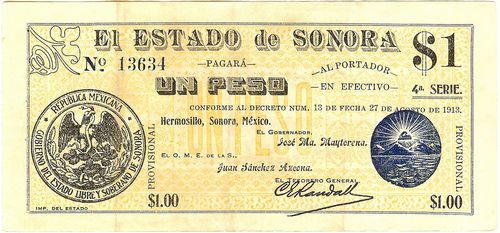 El ESTADO de SONORA $1
Nº 13634 PAGARÁ AL PORTADOR
UN PESO EN EFECTIVO 4ª SERIE.
CONFORME AL DECRETO NUM. 13 DE FECHA 27 DE AGOSTO DE 1913.
REPUBLICA MEXICANA
GOBIERNO DEL ESTADO LIBRE Y SOBERANO DE SONORA
PROVISIONAL
UN PESO
Hermosillo, Sonora, México.
EL GOBERNADOR,
José Ma. Maytorena.
EL O. M. E. DE LA S.,
Juan Sánchez Azcona.
EL TESORERO GENERAL
CERandall
PROVISIONAL
$1.00 $1.00
IMP. DEL ESTADO